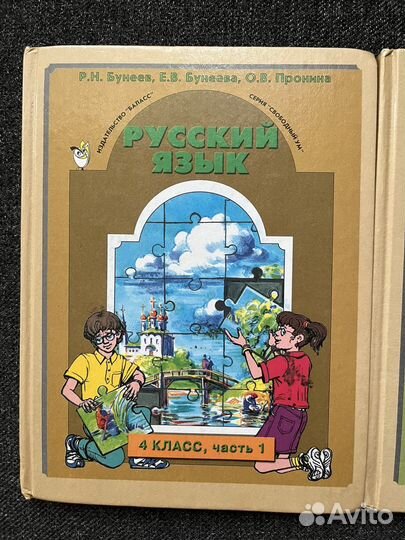 Р.Н. Бунеев, Е.В. Бунеева, О.В. Пронина
ИЗДАТЕЛЬСТВО "БАЛАСС"
СЕРИЯ "СВОБОДНЫЙ УМ"
РУССКИЙ
ЯЗЫК
4 КЛАСС, часть 1
Avito